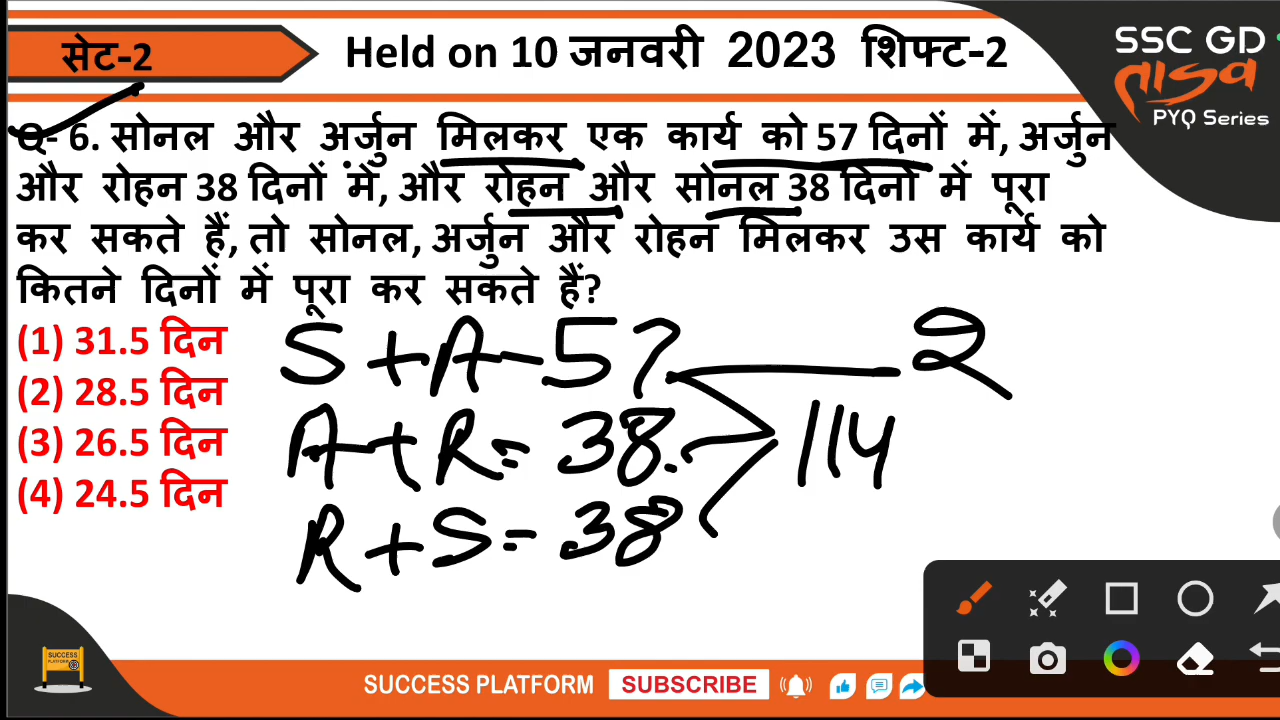 सेट-2
Held on 10 जनवरी 2023 शिफ्ट-2
SSC GD
ताण्डव
PYQ Series
Q- 6. सोनल और अर्जुन मिलकर एक कार्य को 57 दिनों में, अर्जुन
और रोहन 38 दिनों में, और रोहन और सोनल 38 दिनों में पूरा
कर सकते हैं, तो सोनल, अर्जुन और रोहन मिलकर उस कार्य को
कितने दिनों में पूरा कर सकते हैं?
(1) 31.5 दिन
(2) 28.5 दिन
(3) 26.5 दिन
(4) 24.5 दिन
S + A - 57 2
A + R = 38 114
R + S = 38
SUCCESS
PLATFORM
SUCCESS PLATFORM SUBSCRIBE